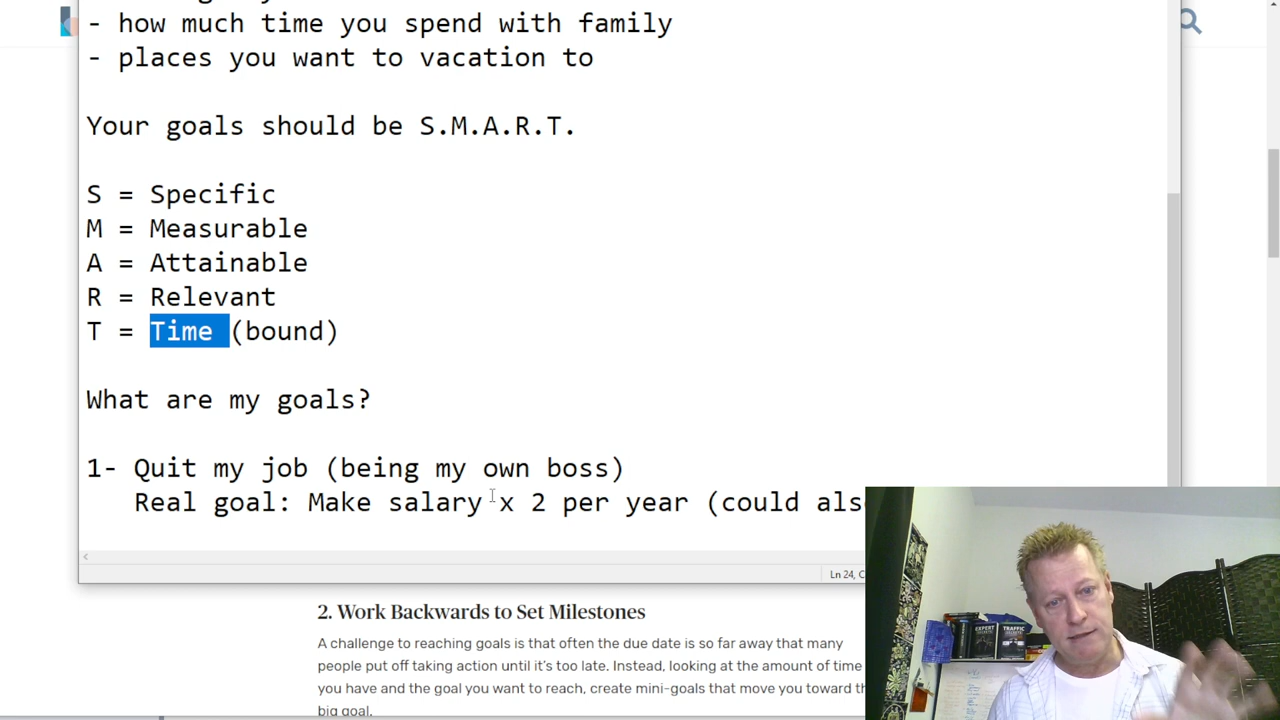 - how much time you spend with family
- places you want to vacation to
Your goals should be S.M.A.R.T.
S = Specific
M = Measurable
A = Attainable
R = Relevant
T = Time (bound)
What are my goals?
1- Quit my job (being my own boss)
Real goal: Make salary x 2 per year (could als
Ln 24, C
2. Work Backwards to Set Milestones
A challenge to reaching goals is that often the due date is so far away that many
people put off taking action until it's too late. Instead, looking at the amount of time
you have and the goal you want to reach, create mini-goals that move you toward th
big goal.
EXPERT
SECRETS
TRAFFIC
SECRETS